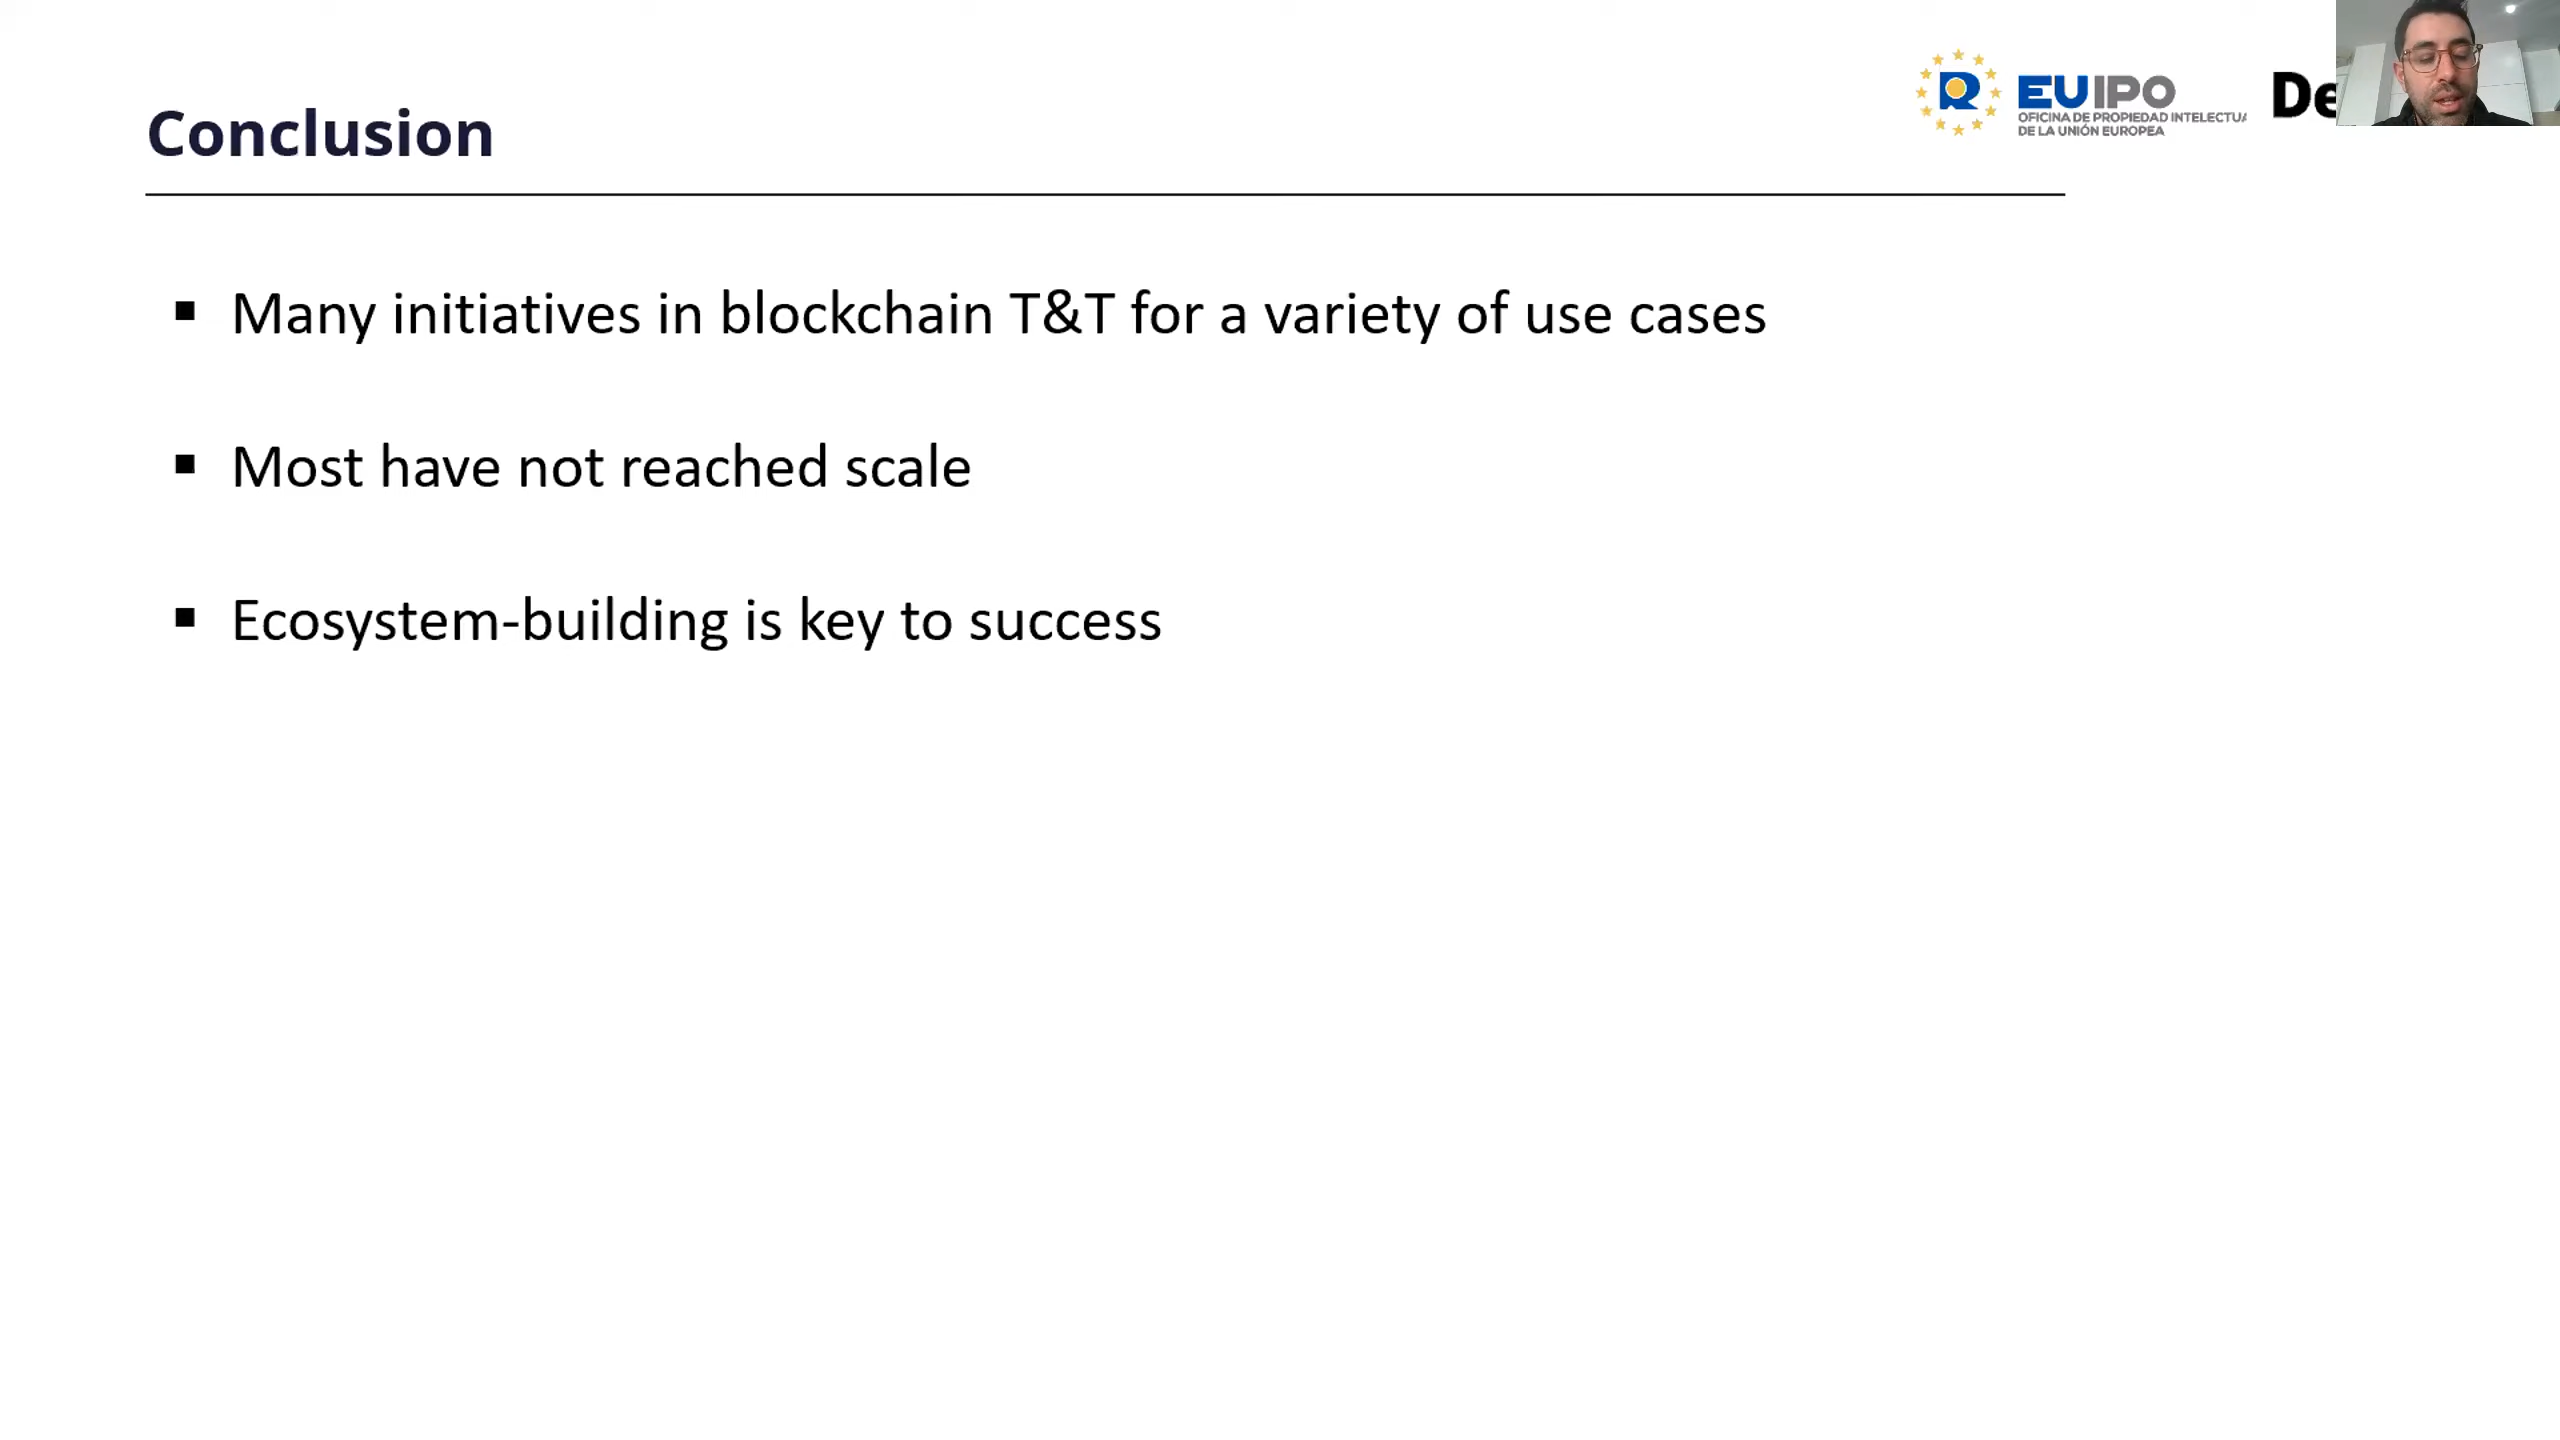 Conclusion
EUIPO
OFICINA DE PROPIEDAD INTELECTUA
DE LA UNIÓN EUROPEA
▪ Many initiatives in blockchain T&T for a variety of use cases
▪ Most have not reached scale
▪ Ecosystem-building is key to success